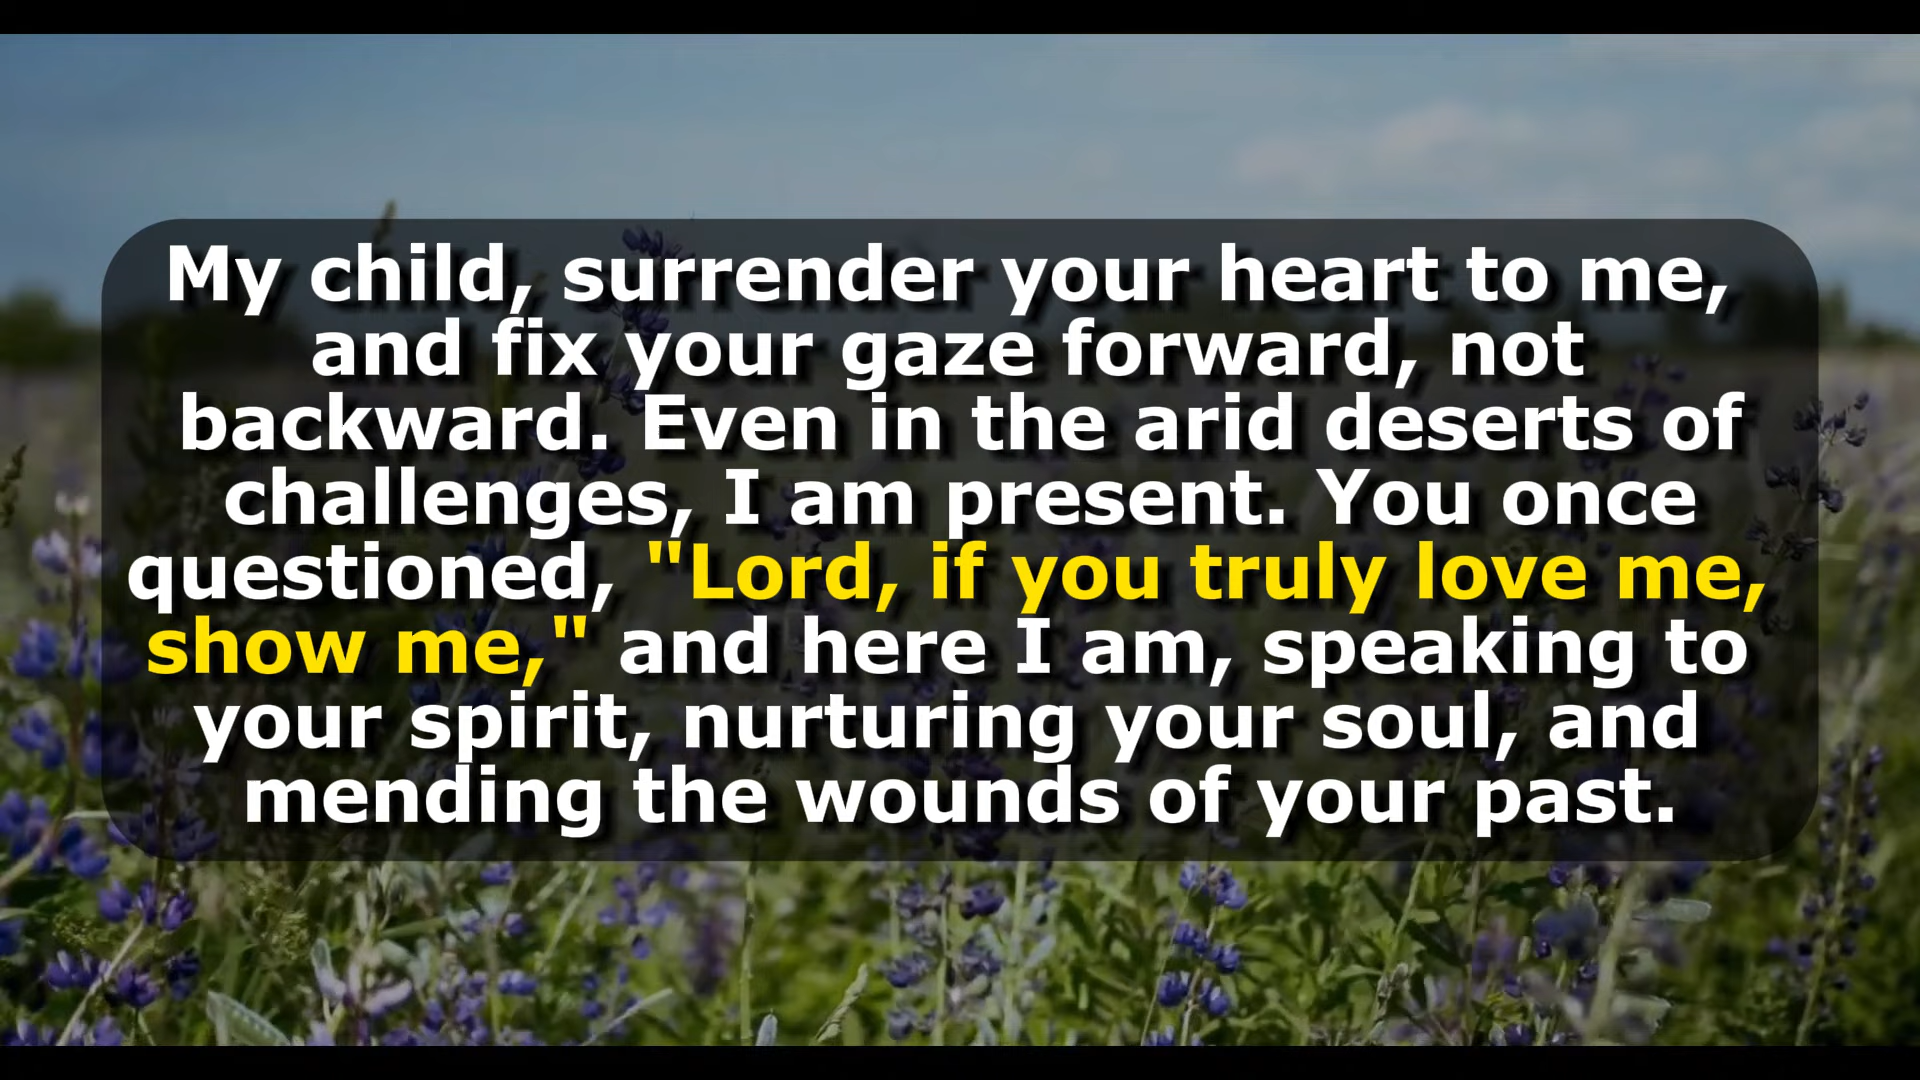 My child, surrender your heart to me,
and fix your gaze forward, not
backward. Even in the arid deserts of
challenges, I am present. You once
questioned, "Lord, if you truly love me,
show me," and here I am, speaking to
your spirit, nurturing your soul, and
mending the wounds of your past.